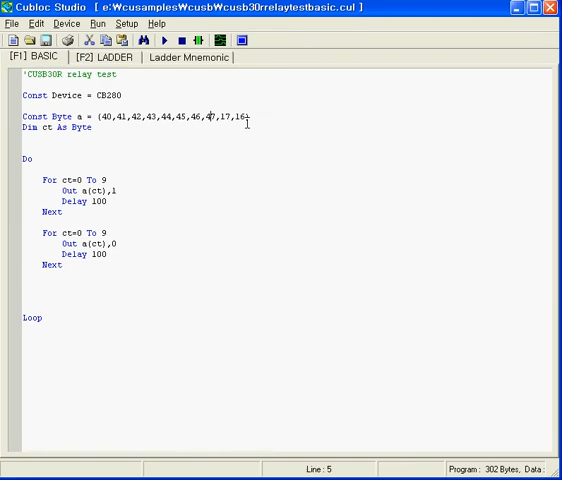 Cubloc Studio [ e:₩cusamples₩cusb₩cusb30rrelaytestbasic.cul ]
File Edit Device Run Setup Help
[F1] BASIC [F2] LADDER Ladder Mnemonic
'CUSB30R relay test
Const Device = CB280
Const Byte a = (40,41,42,43,44,45,46,47,17,16)
Dim ct As Byte
Do
For ct=0 To 9
Out a(ct),1
Delay 100
Next
For ct=0 To 9
Out a(ct),0
Delay 100
Next
Loop
Line : 5 Program : 302 Bytes, Data :